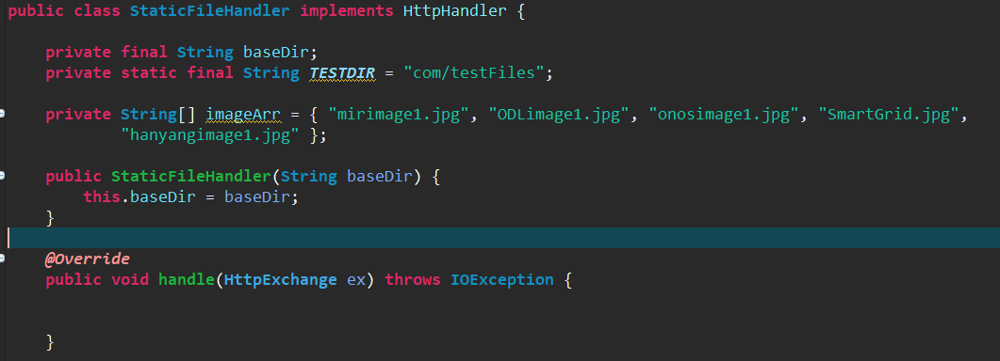 public class StaticFileHandler implements HttpHandler {
private final String baseDir;
private static final String TESTDIR = "com/testFiles";
private String[] imageArr = { "mirimage1.jpg", "ODLimage1.jpg", "onosimage1.jpg", "SmartGrid.jpg",
"hanyangimage1.jpg" };
public StaticFileHandler(String baseDir) {
this.baseDir = baseDir;
}
@Override
public void handle(HttpExchange ex) throws IOException {
}